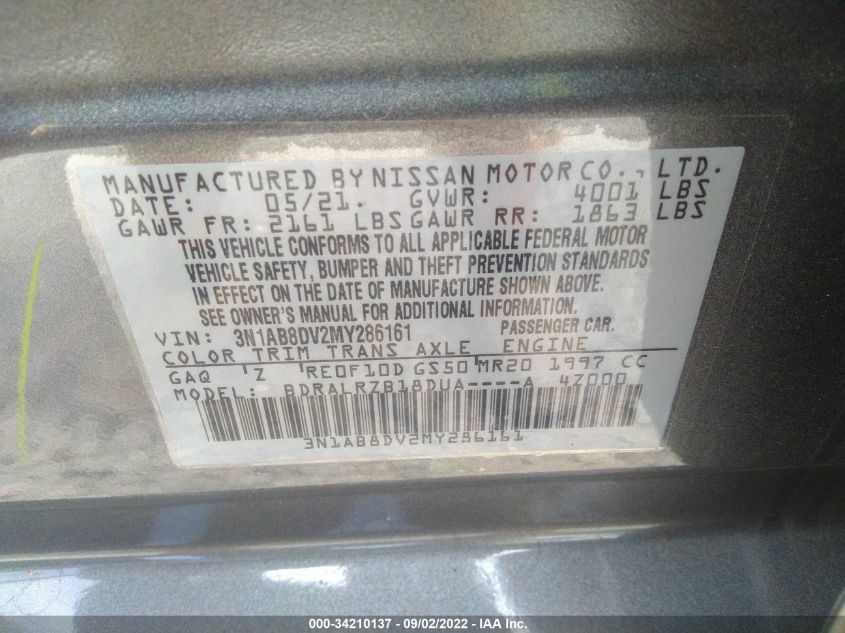 MANUFACTURED BY NISSAN MOTOR CO., LTD.
DATE: 05/21. GVWR: 4001 LBS
GAWR FR: 2161 LBS GAWR RR: 1863 LBS
THIS VEHICLE CONFORMS TO ALL APPLICABLE FEDERAL MOTOR
VEHICLE SAFETY, BUMPER AND THEFT PREVENTION STANDARDS
IN EFFECT ON THE DATE OF MANUFACTURE SHOWN ABOVE.
SEE OWNER'S MANUAL FOR ADDITIONAL INFORMATION.
VIN: 3N1AB8DV2MY286161 PASSENGER CAR.
COLOR TRIM TRANS AXLE ENGINE
GAQ Z RE0F10D GS50 MR20 1997 CC
MODEL: BDRALRZB18DUA----A 4Z000
3N1AB8DV2MY286161
000-34210137 - 09/02/2022 - IAA Inc.